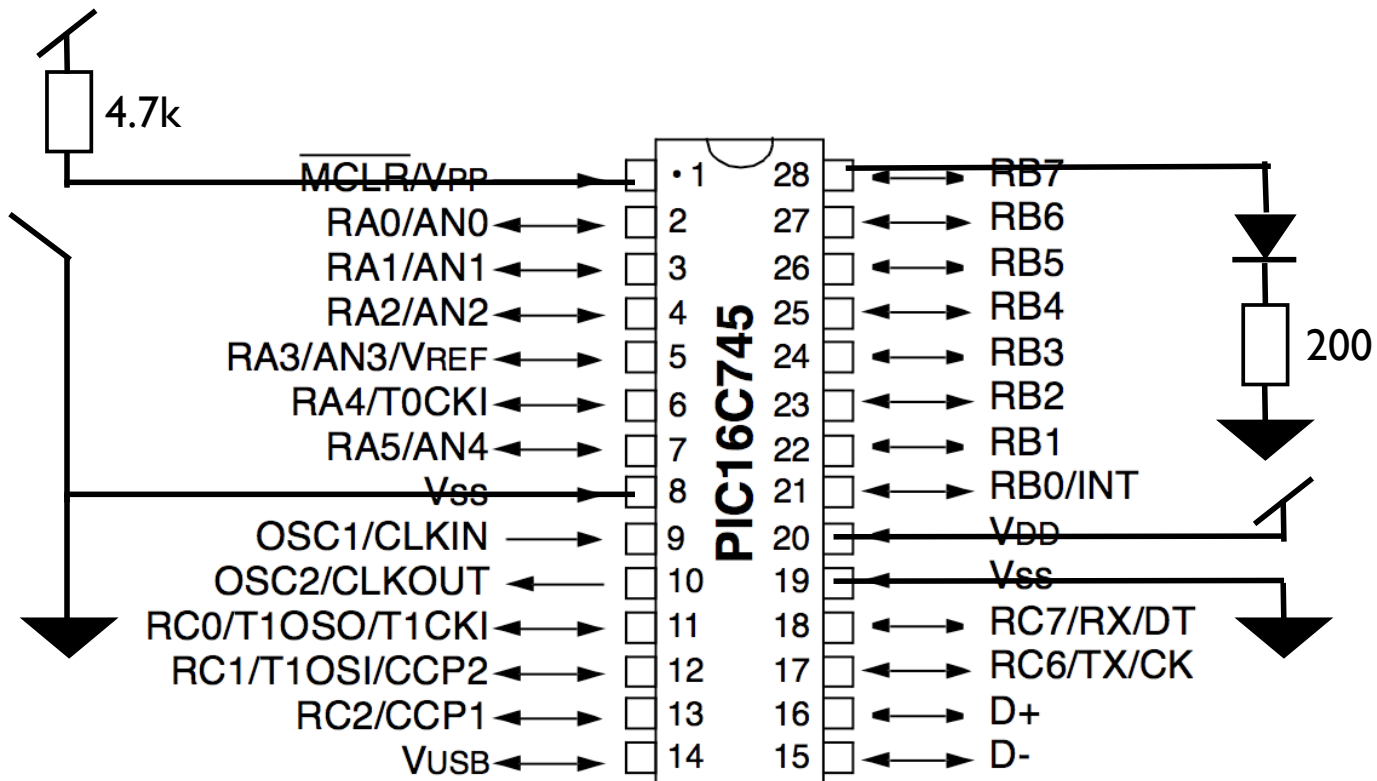 4.7k
MCLR/VPP 1 28 RB7
RA0/AN0 2 27 RB6
RA1/AN1 3 26 RB5
RA2/AN2 4 25 RB4
RA3/AN3/VREF 5 24 RB3
200
RA4/T0CKI 6 23 RB2
RA5/AN4 7 22 RB1
VSS 8 21 RB0/INT
OSC1/CLKIN 9 20 VDD
OSC2/CLKOUT 10 19 VSS
RC0/T1OSO/T1CKI 11 18 RC7/RX/DT
RC1/T1OSI/CCP2 12 17 RC6/TX/CK
RC2/CCP1 13 16 D+
VUSB 14 15 D-
PIC16C745